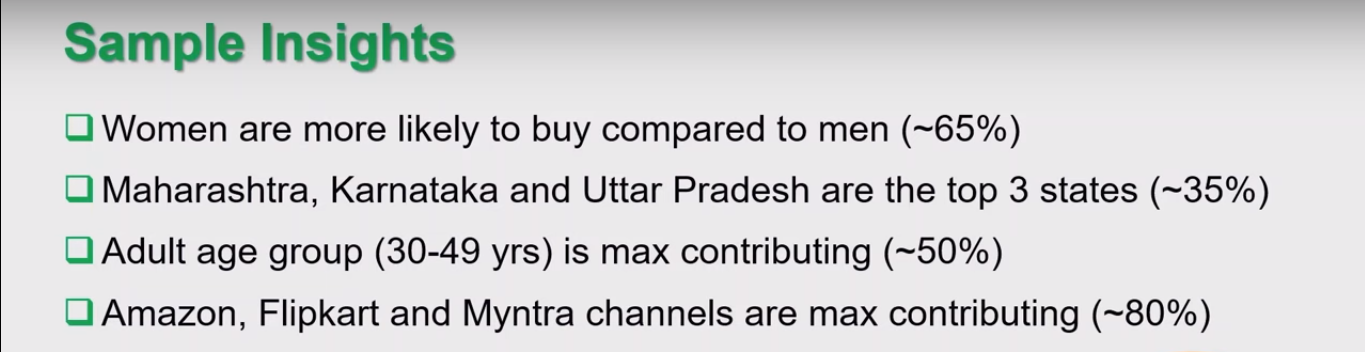 Sample Insights
Women are more likely to buy compared to men (~65%)
Maharashtra, Karnataka and Uttar Pradesh are the top 3 states (~35%)
Adult age group (30-49 yrs) is max contributing (~50%)
Amazon, Flipkart and Myntra channels are max contributing (~80%)